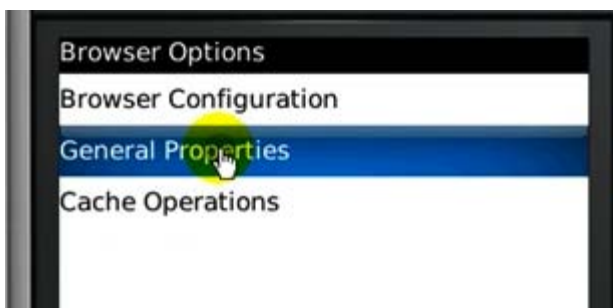 Browser Options
Browser Configuration
General Properties
Cache Operations